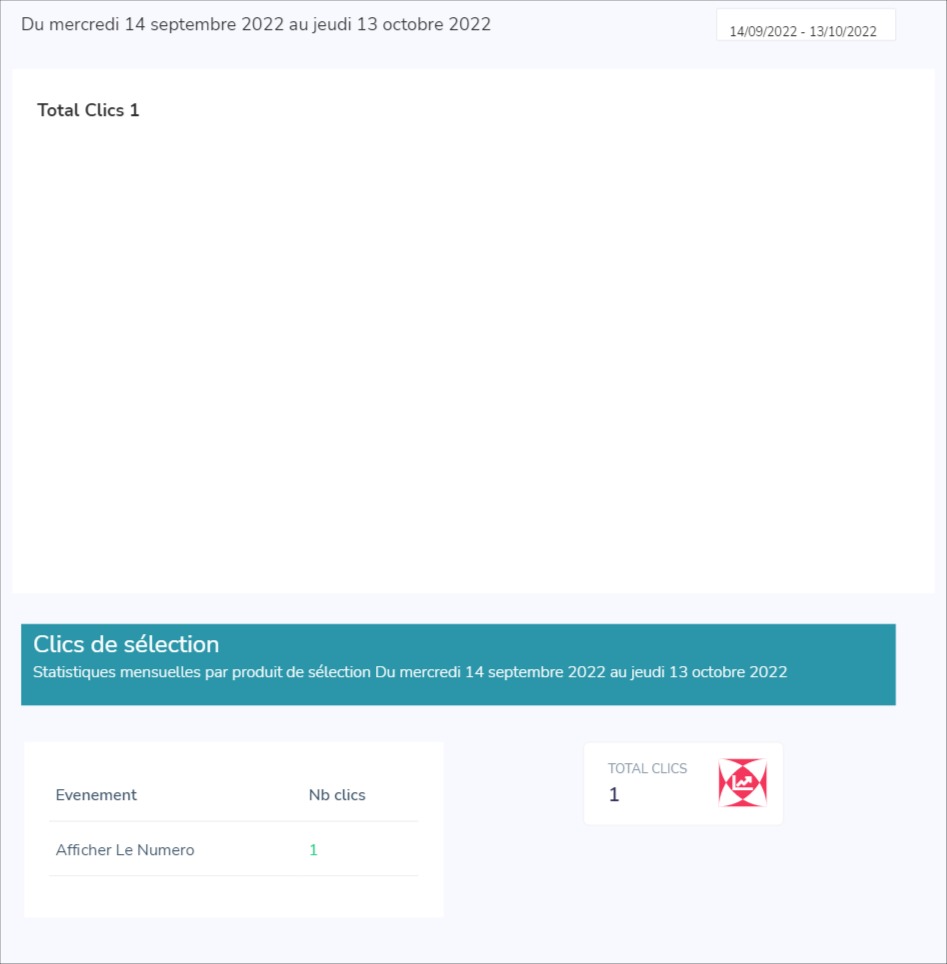 Du mercredi 14 septembre 2022 au jeudi 13 octobre 2022
14/09/2022 - 13/10/2022
Total Clics 1
Clics de sélection
Statistiques mensuelles par produit de sélection Du mercredi 14 septembre 2022 au jeudi 13 octobre 2022
TOTAL CLICS
1
Evenement Nb clics
Afficher Le Numero 1